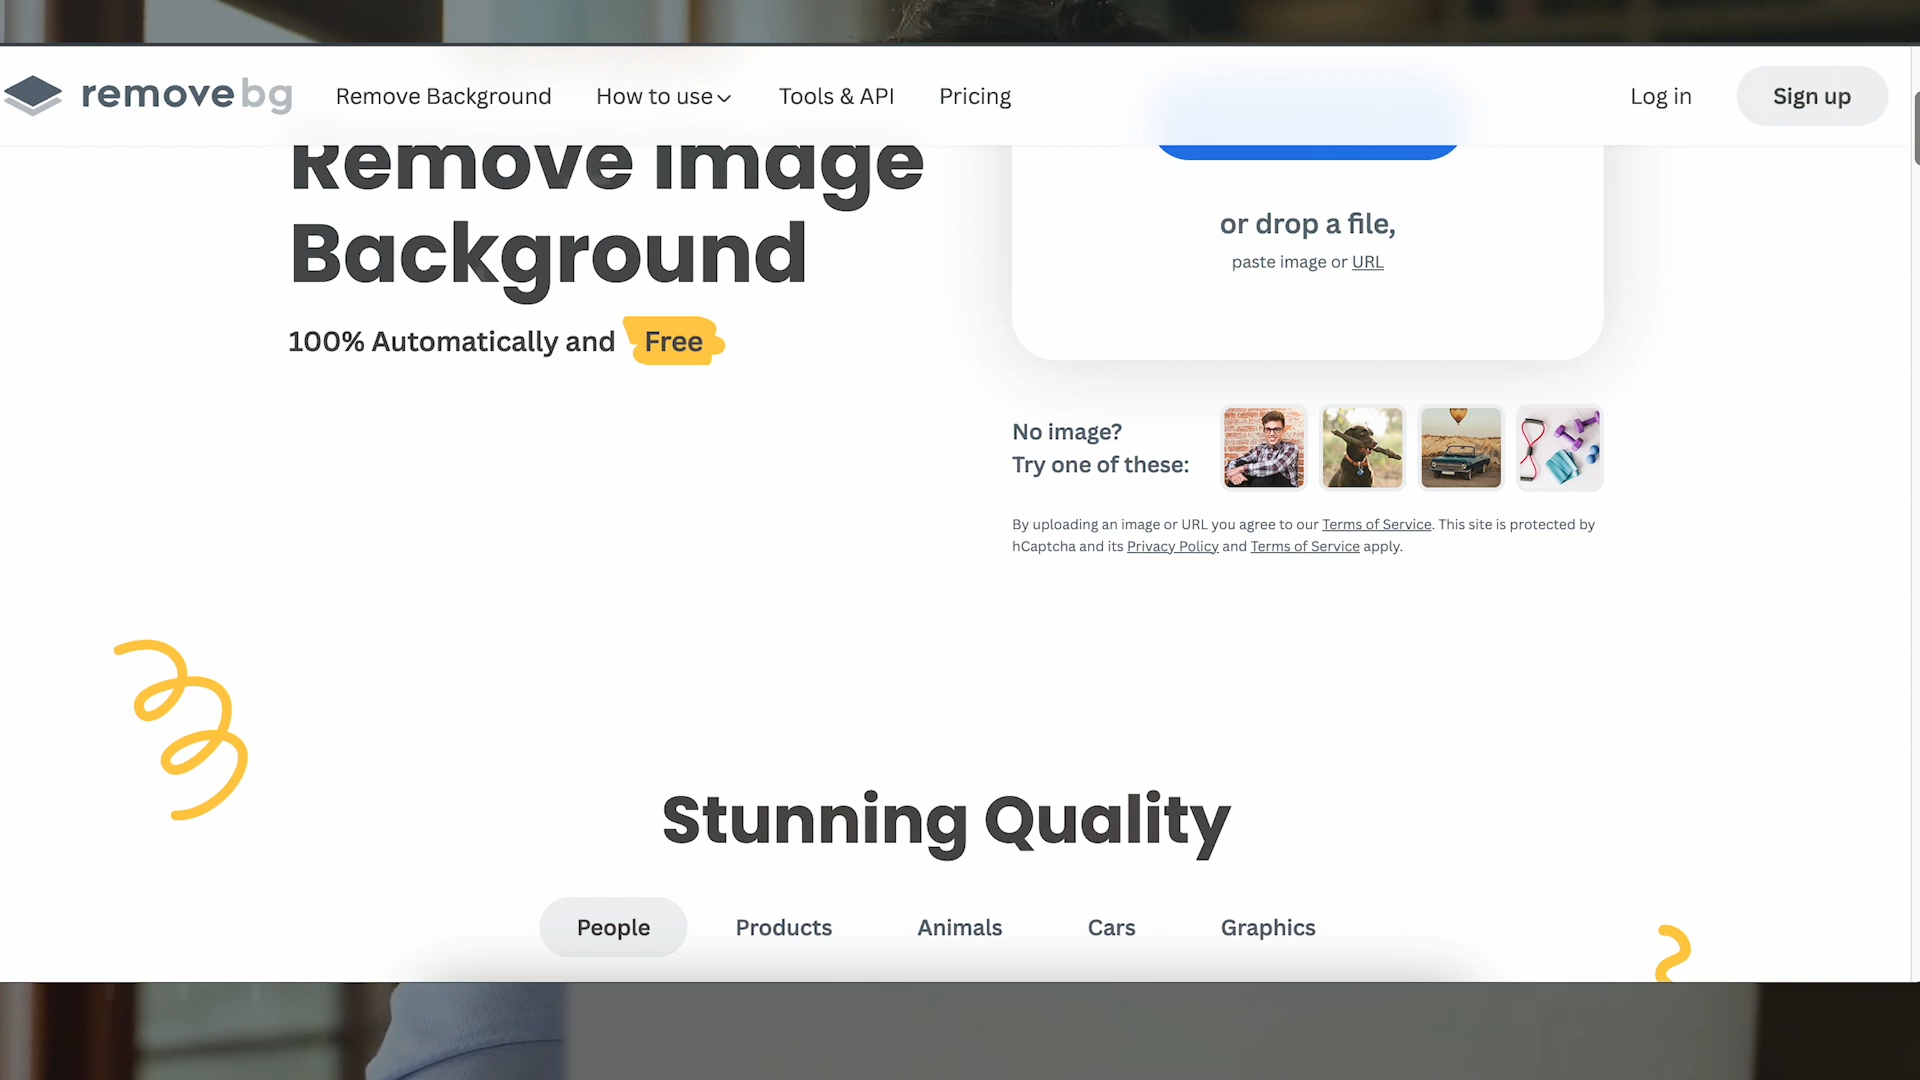 removebg
Remove Background
How to use
Tools & API
Pricing
Log in
Sign up
Remove Image
Background
100% Automatically and Free
or drop a file,
paste image or URL
No image?
Try one of these:
By uploading an image or URL you agree to our Terms of Service. This site is protected by
hCaptcha and its Privacy Policy and Terms of Service apply.
Stunning Quality
People
Products
Animals
Cars
Graphics